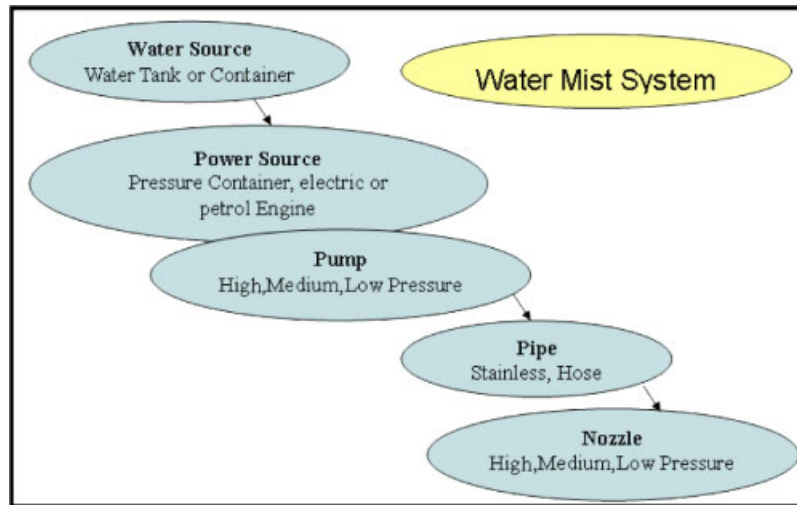 Water Source
Water Tank or Container
Water Mist System
Power Source
Pressure Container, electric or
petrol Engine
Pump
High,Medium,Low Pressure
Pipe
Stainless, Hose
Nozzle
High,Medium,Low Pressure